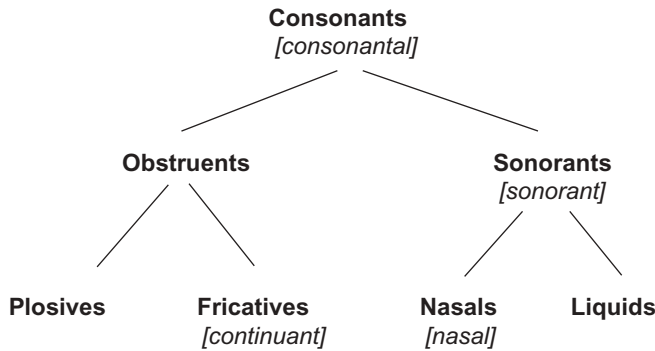 Consonants
[consonantal]
Obstruents
Sonorants
[sonorant]
Plosives
Fricatives
Nasals
Liquids
[continuant]
[nasal]